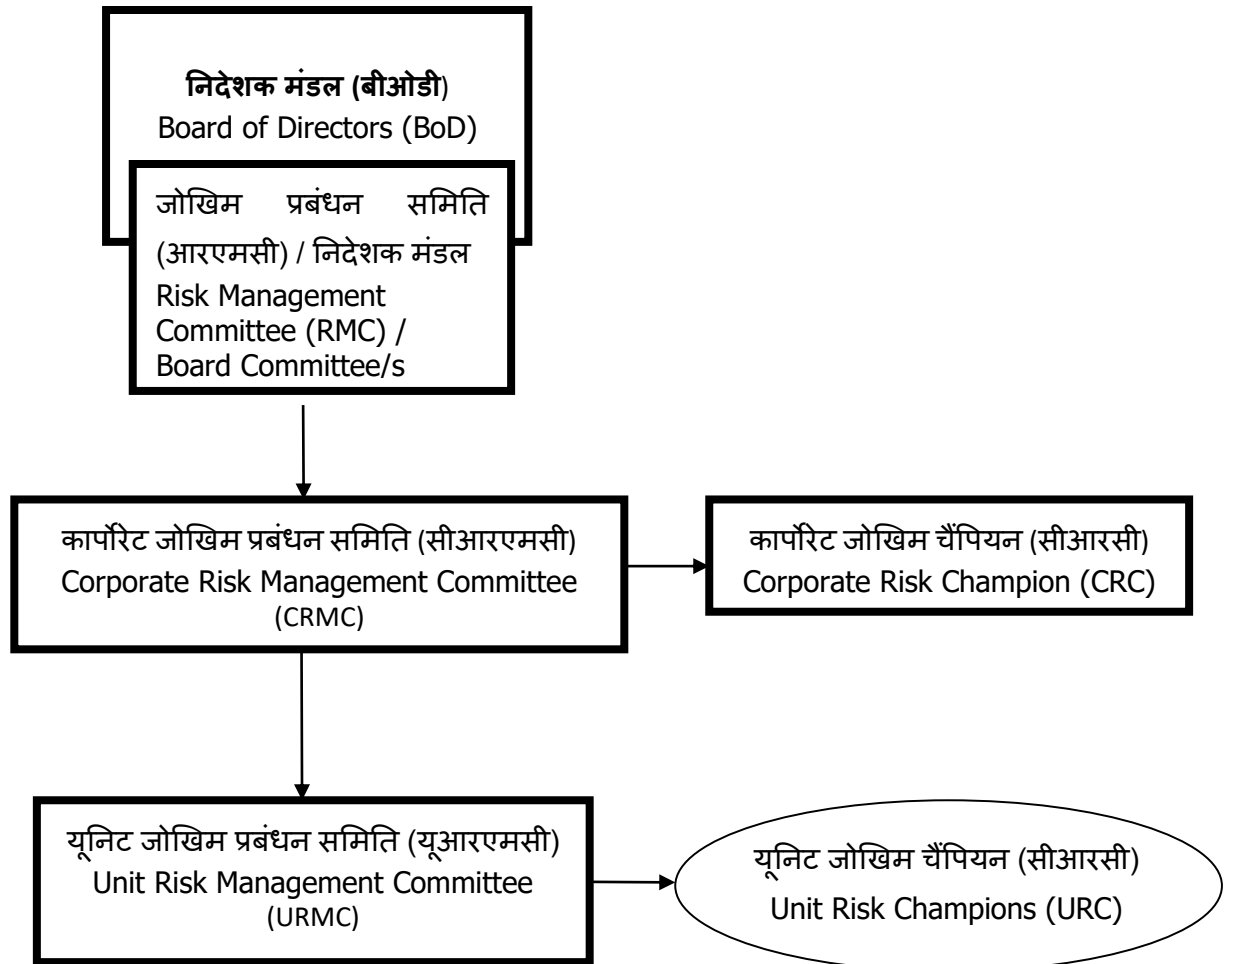 निदेशक मंडल (बीओडी)
Board of Directors (BoD)
जोखिम प्रबंधन समिति
(आरएमसी) / निदेशक मंडल
Risk Management
Committee (RMC) /
Board Committee/s
कार्पोरेट जोखिम प्रबंधन समिति (सीआरएमसी)
Corporate Risk Management Committee
(CRMC)
कार्पोरेट जोखिम चैंपियन (सीआरसी)
Corporate Risk Champion (CRC)
यूनिट जोखिम प्रबंधन समिति (यूआरएमसी)
Unit Risk Management Committee
(URMC)
यूनिट जोखिम चैंपियन (सीआरसी)
Unit Risk Champions (URC)